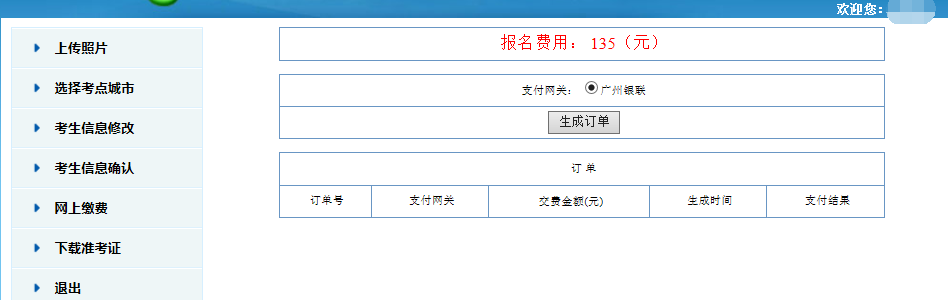 欢迎您:
上传照片
选择考点城市
考生信息修改
考生信息确认
网上缴费
下载准考证
退出
报名费用： 135（元）
支付网关： 广州银联
生成订单
订 单
订单号 支付网关 交费金额(元) 生成时间 支付结果